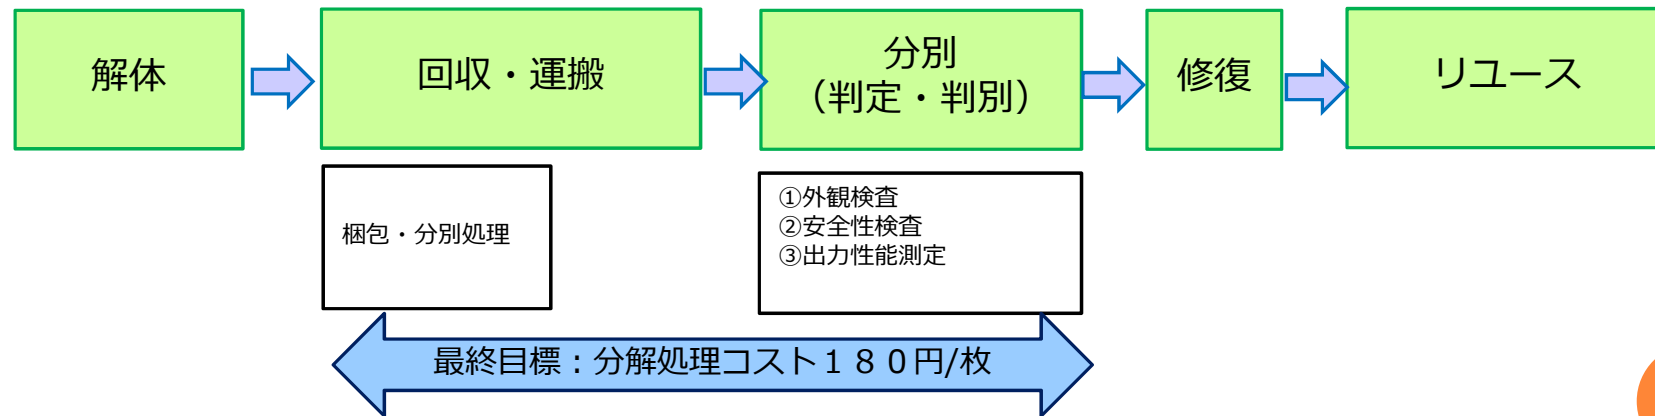 解体
回収・運搬
分別
（判定・判別）
修復
リユース
梱包・分別処理
①外観検査
②安全性検査
③出力性能測定
最終目標：分解処理コスト１８０円/枚